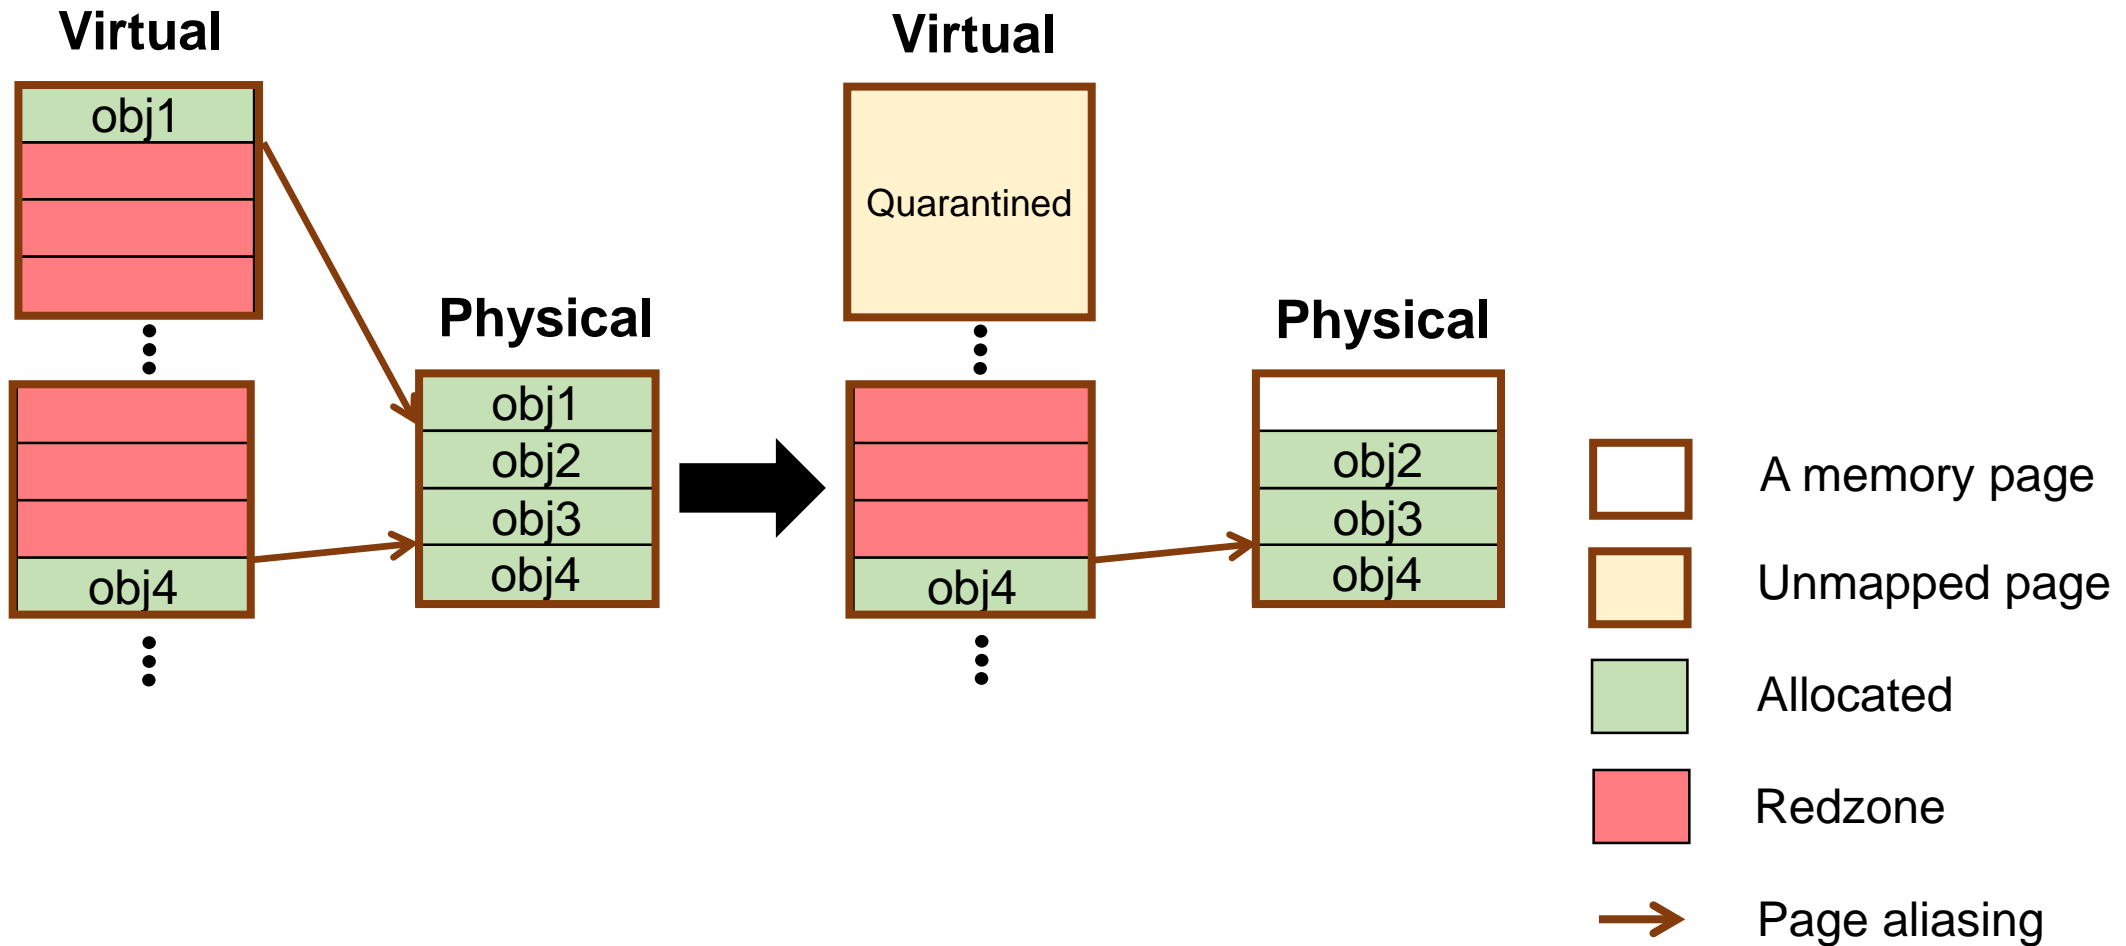 Virtual
obj1
obj4
Physical
obj1
obj2
obj3
obj4
Virtual
Quarantined
obj4
Physical
obj2
obj3
obj4
A memory page
Unmapped page
Allocated
Redzone
Page aliasing